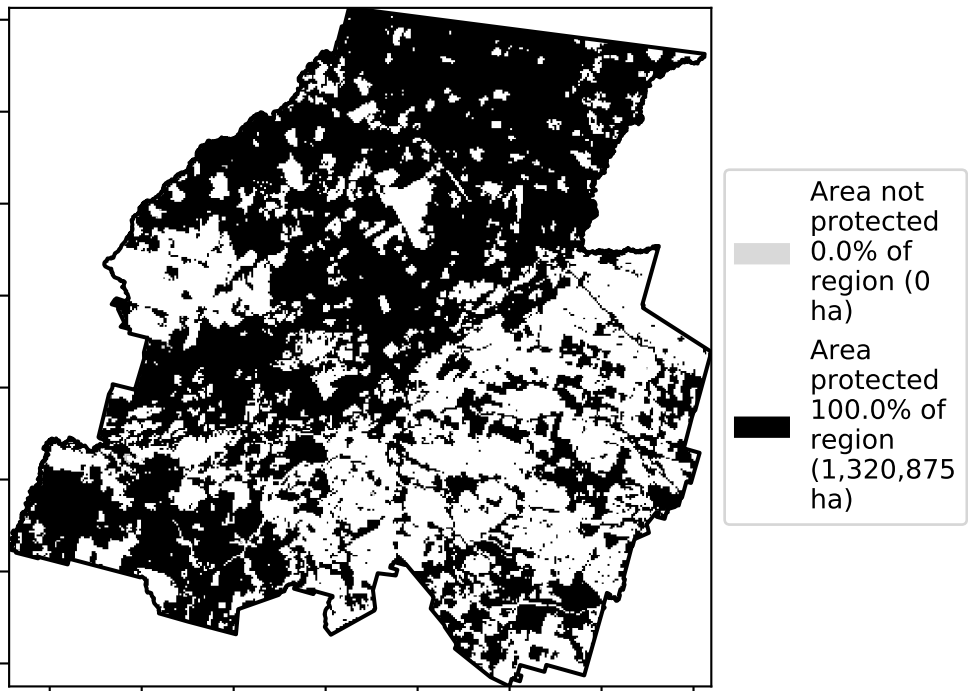 Area not
protected
0.0% of
region (0
ha)
Area
protected
100.0% of
region
(1,320,875
ha)